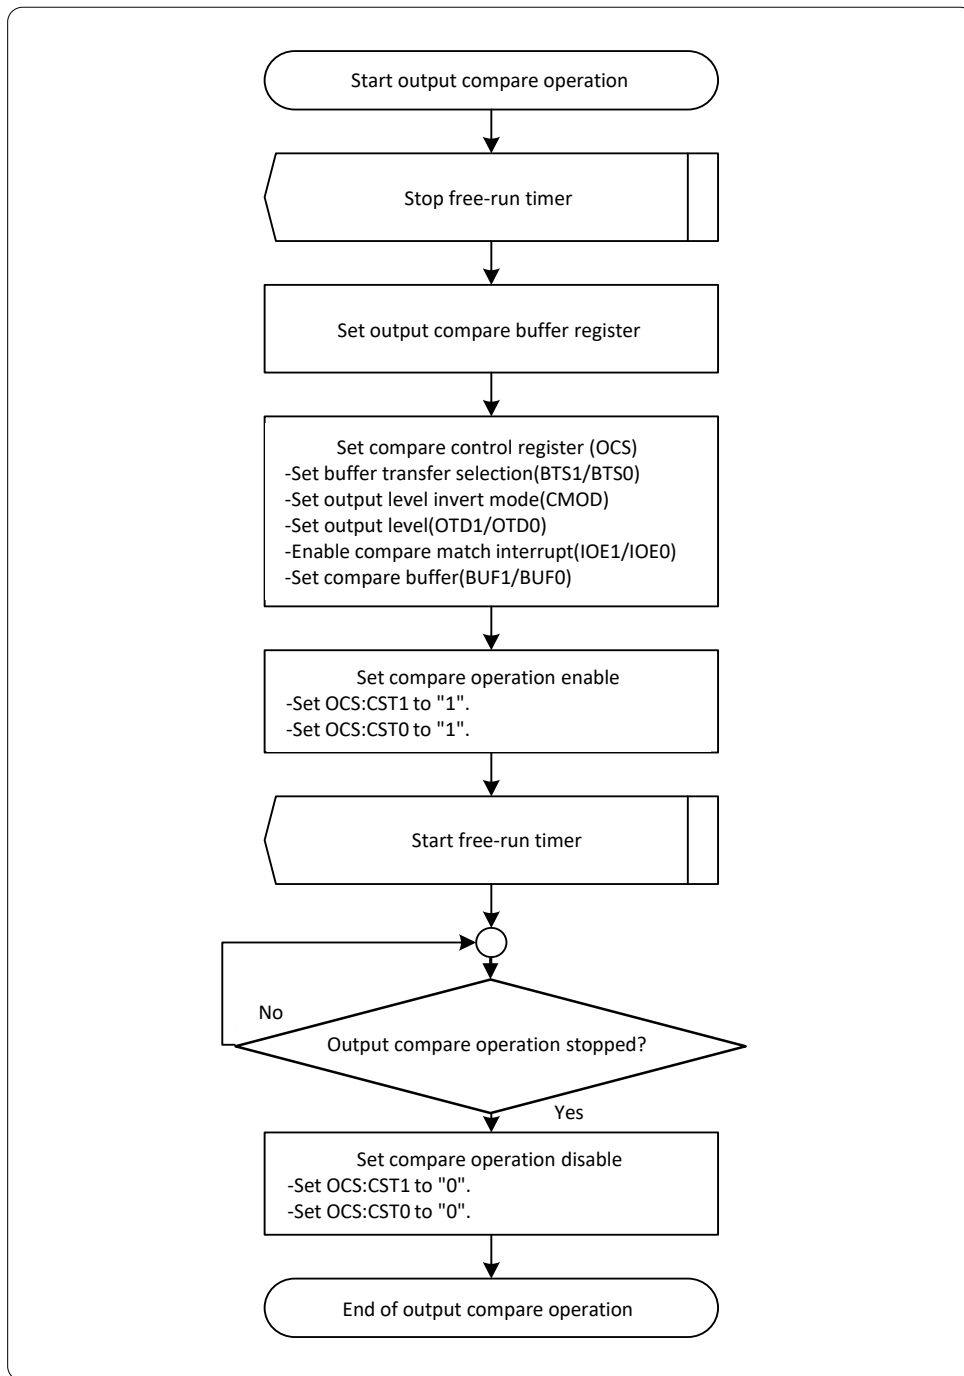 Start output compare operation
Stop free-run timer
Set output compare buffer register
Set compare control register (OCS)
-Set buffer transfer selection(BTS1/BTS0)
-Set output level invert mode(CMOD)
-Set output level(OTD1/OTD0)
-Enable compare match interrupt(IOE1/IOE0)
-Set compare buffer(BUF1/BUF0)
Set compare operation enable
-Set OCS:CST1 to "1".
-Set OCS:CST0 to "1".
Start free-run timer
No
Output compare operation stopped?
Yes
Set compare operation disable
-Set OCS:CST1 to "0".
-Set OCS:CST0 to "0".
End of output compare operation